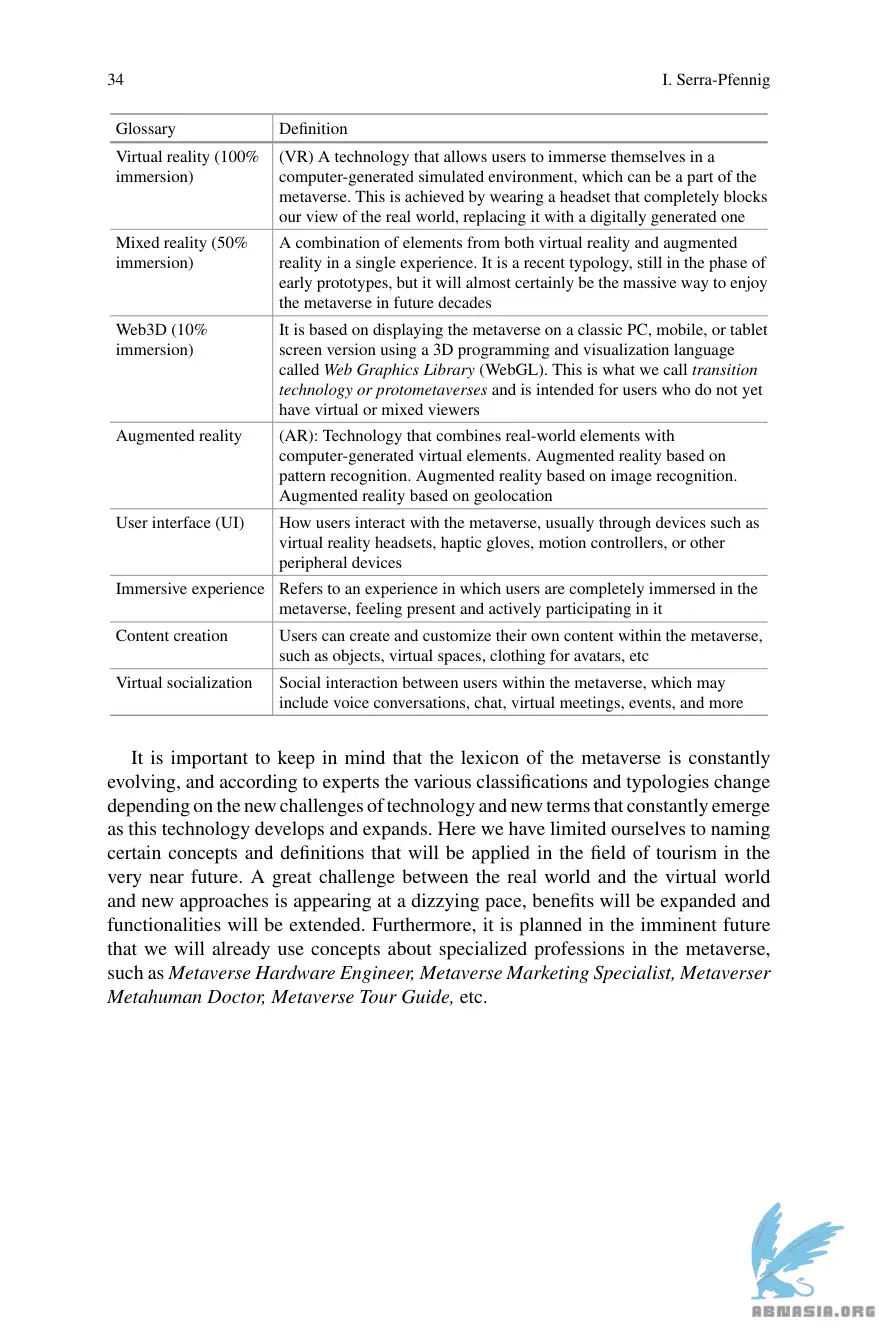 34
I. Serra-Pfennig
Glossary
Definition
Virtual reality (100%
immersion)
(VR) A technology that allows users to immerse themselves in a
computer-generated simulated environment, which can be a part of the
metaverse. This is achieved by wearing a headset that completely blocks
our view of the real world, replacing it with a digitally generated one
Mixed reality (50%
immersion)
A combination of elements from both virtual reality and augmented
reality in a single experience. It is a recent typology, still in the phase of
early prototypes, but it will almost certainly be the massive way to enjoy
the metaverse in future decades
Web3D (10%
immersion)
It is based on displaying the metaverse on a classic PC, mobile, or tablet
screen version using a 3D programming and visualization language
called Web Graphics Library (WebGL). This is what we call transition
technology or protometaverses and is intended for users who do not yet
have virtual or mixed viewers
Augmented reality
(AR): Technology that combines real-world elements with
computer-generated virtual elements. Augmented reality based on
pattern recognition. Augmented reality based on image recognition.
Augmented reality based on geolocation
User interface (UI)
How users interact with the metaverse, usually through devices such as
virtual reality headsets, haptic gloves, motion controllers, or other
peripheral devices
Immersive experience
Refers to an experience in which users are completely immersed in the
metaverse, feeling present and actively participating in it
Content creation
Users can create and customize their own content within the metaverse,
such as objects, virtual spaces, clothing for avatars, etc
Virtual socialization
Social interaction between users within the metaverse, which may
include voice conversations, chat, virtual meetings, events, and more
It is important to keep in mind that the lexicon of the metaverse is constantly
evolving, and according to experts the various classifications and typologies change
depending on the new challenges of technology and new terms that constantly emerge
as this technology develops and expands. Here we have limited ourselves to naming
certain concepts and definitions that will be applied in the field of tourism in the
very near future. A great challenge between the real world and the virtual world
and new approaches is appearing at a dizzying pace, benefits will be expanded and
functionalities will be extended. Furthermore, it is planned in the imminent future
that we will already use concepts about specialized professions in the metaverse,
such as Metaverse Hardware Engineer, Metaverse Marketing Specialist, Metaverser
Metahuman Doctor, Metaverse Tour Guide, etc.
ABNASIA.ORG